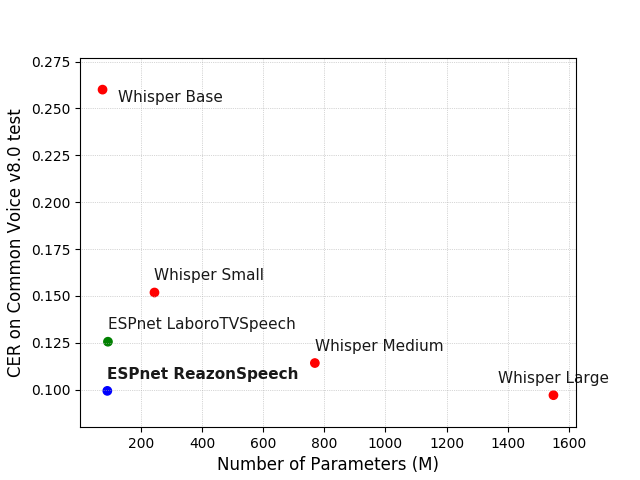 0.275
0.250
0.225
0.200
0.175
0.150
0.125
0.100
CER on Common Voice v8.0 test
Whisper Base
Whisper Small
ESPnet LaboroTVSpeech
Whisper Medium
ESPnet ReazonSpeech
Whisper Large
200 400 600 800 1000 1200 1400 1600
Number of Parameters (M)